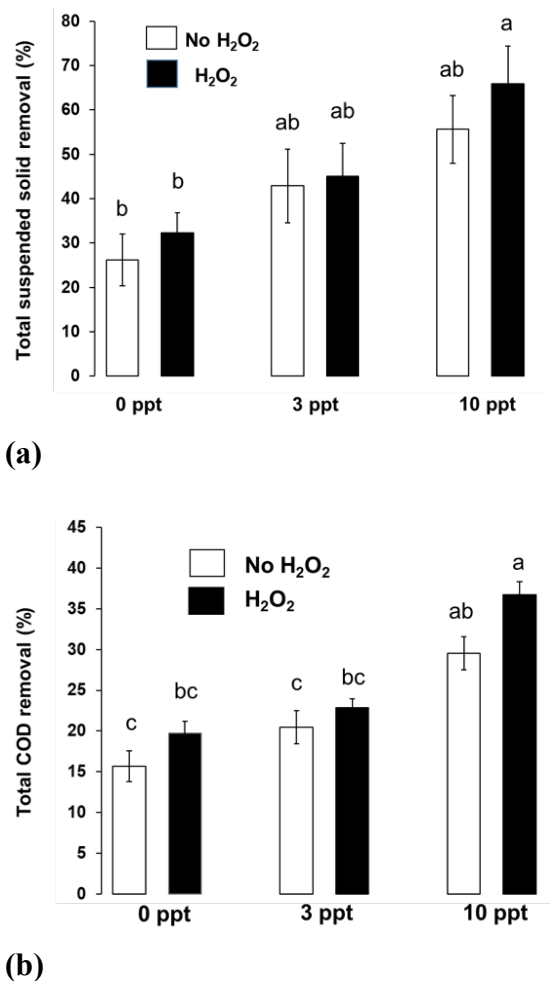 Total suspended solid removal (%)
80
70
60
50
40
30
20
10
0
No H₂O₂
H₂O₂
b
b
ab
ab
ab
a
0 ppt
3 ppt
10 ppt
(a)
Total COD removal (%)
45
40
35
30
25
20
15
10
5
0
No H₂O₂
H₂O₂
c
bc
c
bc
ab
a
0 ppt
3 ppt
10 ppt
(b)